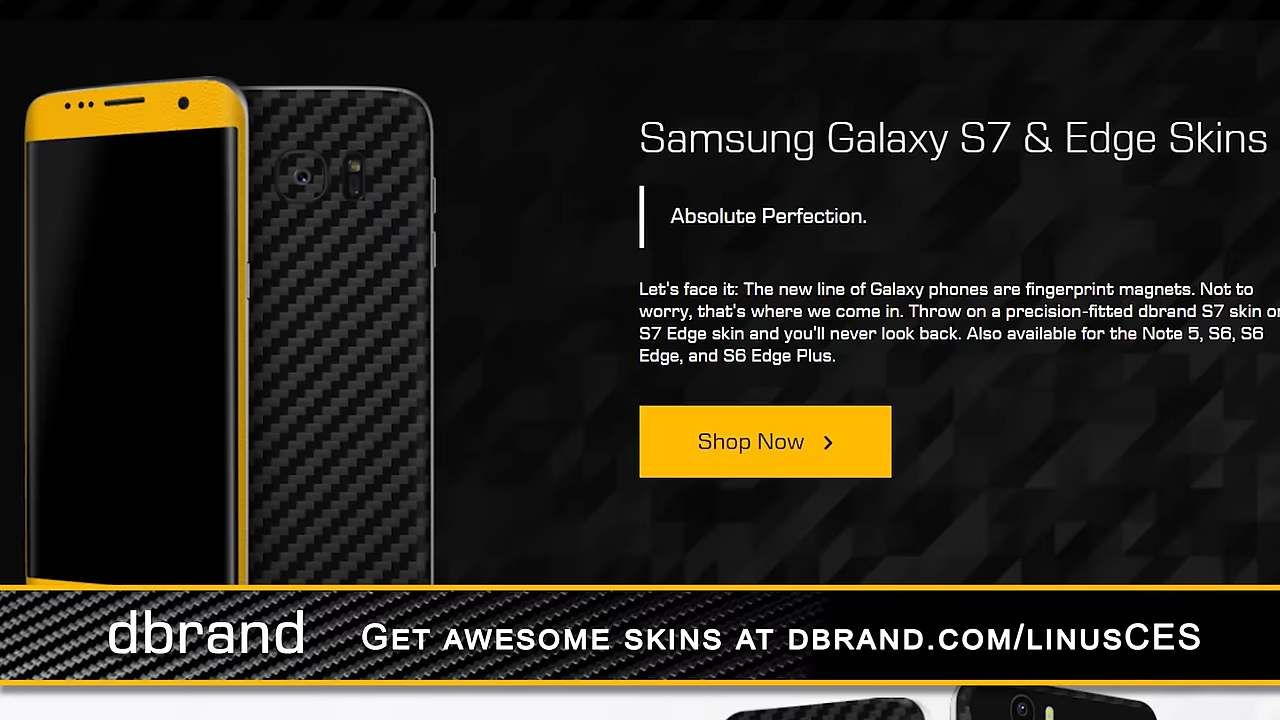 Samsung Galaxy S7 & Edge Skins
Absolute Perfection.
Let's face it: The new line of Galaxy phones are fingerprint magnets. Not to
worry, that's where we come in. Throw on a precision-fitted dbrand S7 skin or
S7 Edge skin and you'll never look back. Also available for the Note 5, S6, S6
Edge, and S6 Edge Plus.
Shop Now
dbrand
GET AWESOME SKINS AT DBRAND.COM/LINUSCES